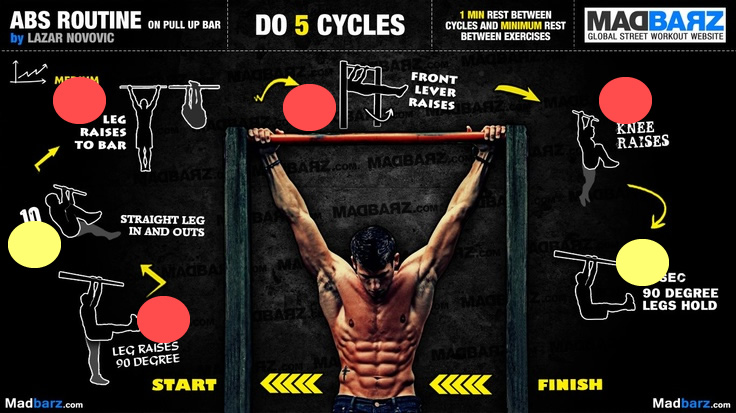 ABS ROUTINE ON PULL UP BAR
by LAZAR NOVOVIC
DO 5 CYCLES
1 MIN REST BETWEEN
CYCLES AND MINIMUM REST
BETWEEN EXERCISES
MADBARZ
GLOBAL STREET WORKOUT WEBSITE
LEG
RAISES
TO BAR
FRONT
LEVER
RAISES
KNEE
RAISES
10
STRAIGHT LEG
IN AND OUTS
SEC
90 DEGREE
LEGS HOLD
LEG RAISES
90 DEGREE
START
FINISH
Madbarz.com
Madbarz.com